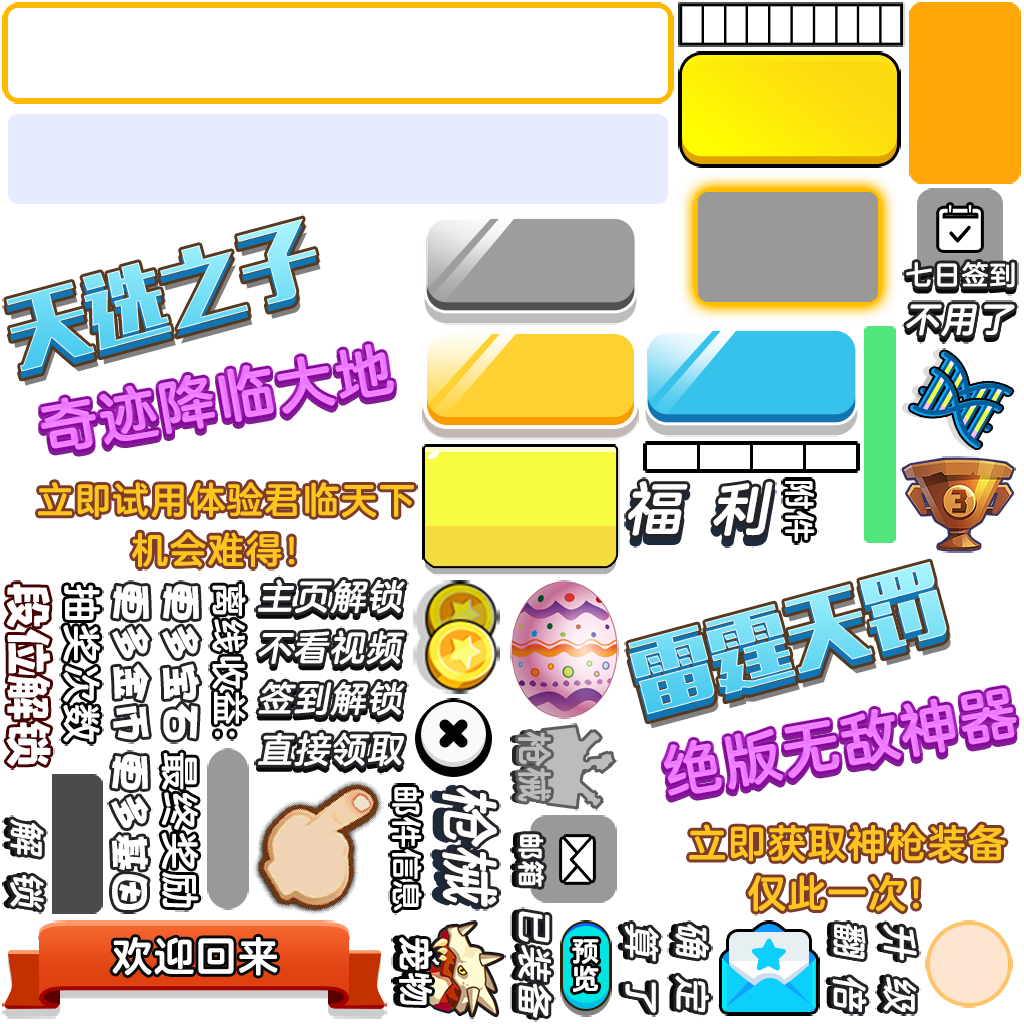 七日签到
不用了
天选之子
奇迹降临大地
立即试用体验君临天下
机会难得!
福利
附件
3
雷霆天罚
绝版无敌神器
立即获取神枪装备
仅此一次!
段位解锁
抽奖次数
更多金币
更多宝石
离线收益:
主页解锁
不看视频
签到解锁
直接领取
枪械
解锁
更多基因
最终奖励
邮件信息
枪械
邮箱
欢迎回来
宠物
已装备
预览
算了
确定
翻倍
升级